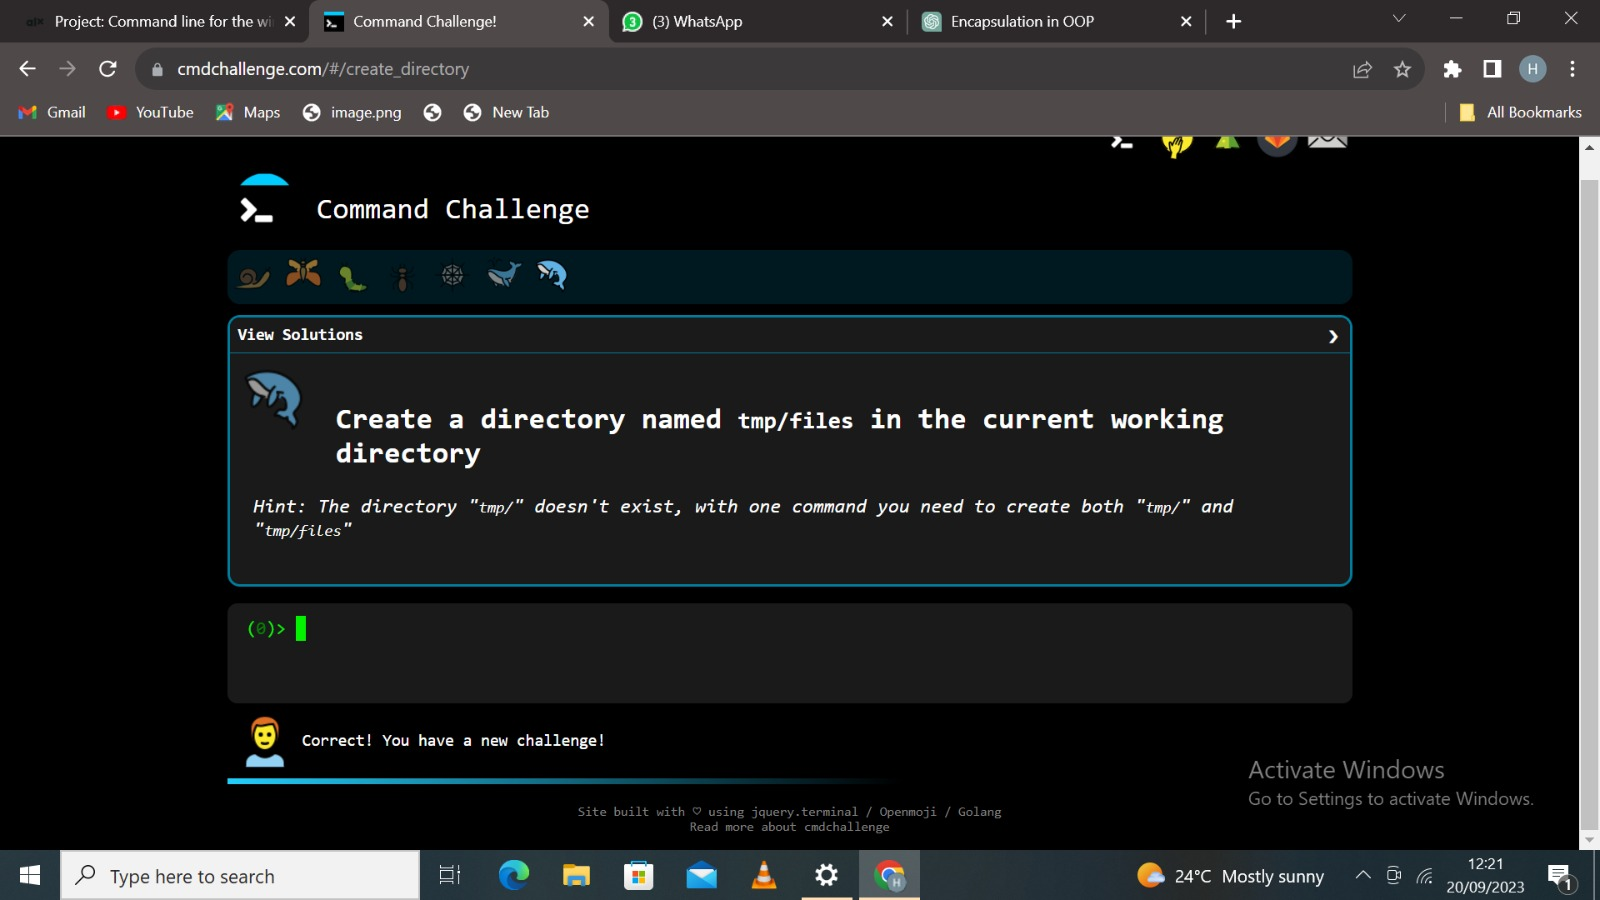 Project: Command line for the wi
Command Challenge!
(3) WhatsApp
Encapsulation in OOP
cmdchallenge.com/#/create_directory
H
Gmail
YouTube
Maps
image.png
New Tab
All Bookmarks
Command Challenge
View Solutions
Create a directory named tmp/files in the current working
directory
Hint: The directory "tmp/" doesn't exist, with one command you need to create both "tmp/" and
"tmp/files"
(0)>
Correct! You have a new challenge!
Activate Windows
Go to Settings to activate Windows.
Site built with ♡ using jquery.terminal / Openmoji / Golang
Read more about cmdchallenge
Type here to search
H
24°C Mostly sunny
12:21
20/09/2023
1